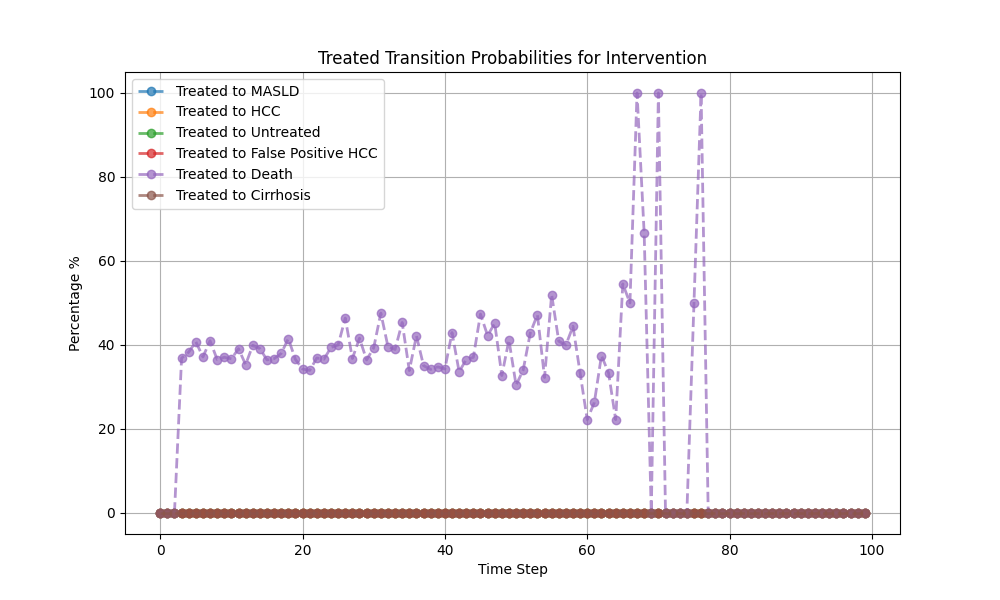 Treated Transition Probabilities for Intervention
Treated to MASLD
Treated to HCC
Treated to Untreated
Treated to False Positive HCC
Treated to Death
Treated to Cirrhosis
100
80
60
40
20
0
Percentage %
0 20 40 60 80 100
Time Step